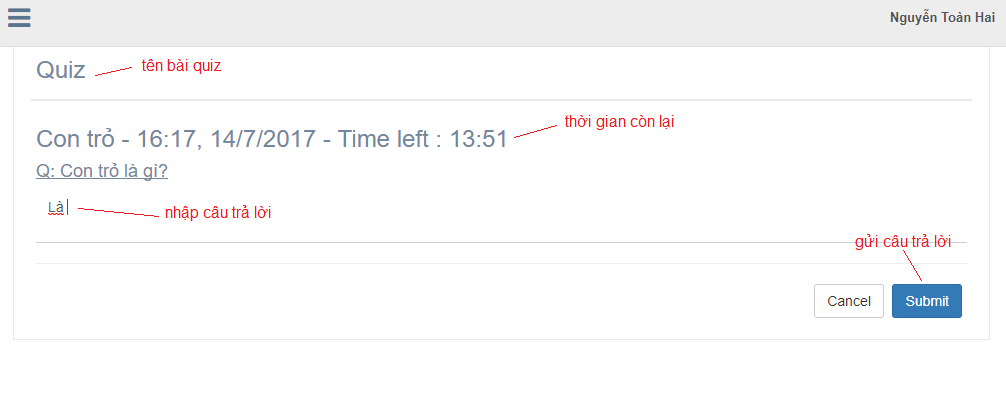 Nguyễn Toàn Hai
Quiz
tên bài quiz
thời gian còn lại
Con trỏ - 16:17, 14/7/2017 - Time left : 13:51
Q: Con trỏ là gì?
Là
nhập câu trả lời
gửi câu trả lời
Cancel
Submit